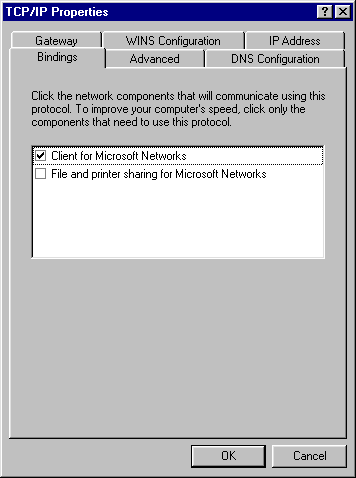 TCP/IP Properties
Gateway WINS Configuration IP Address
Bindings Advanced DNS Configuration
Click the network components that will communicate using this
protocol. To improve your computer's speed, click only the
components that need to use this protocol.
Client for Microsoft Networks
File and printer sharing for Microsoft Networks
OK Cancel